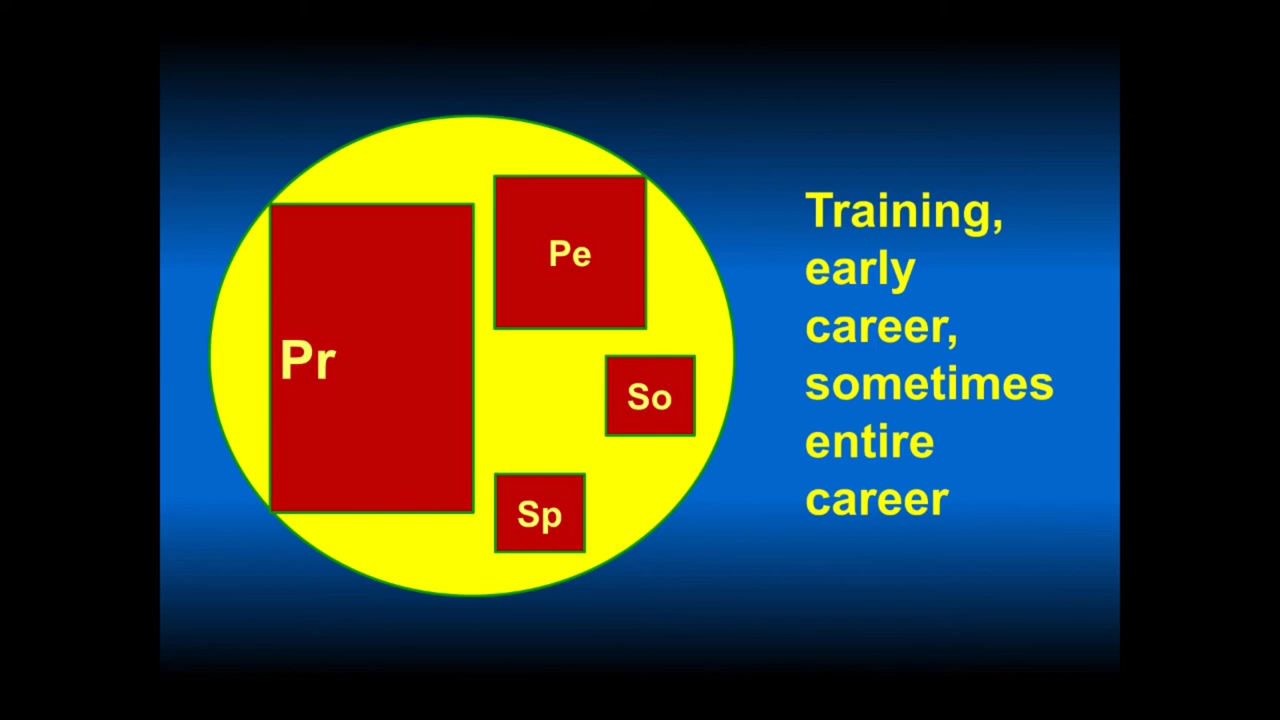 Pr
Pe
So
Sp
Training,
early
career,
sometimes
entire
career